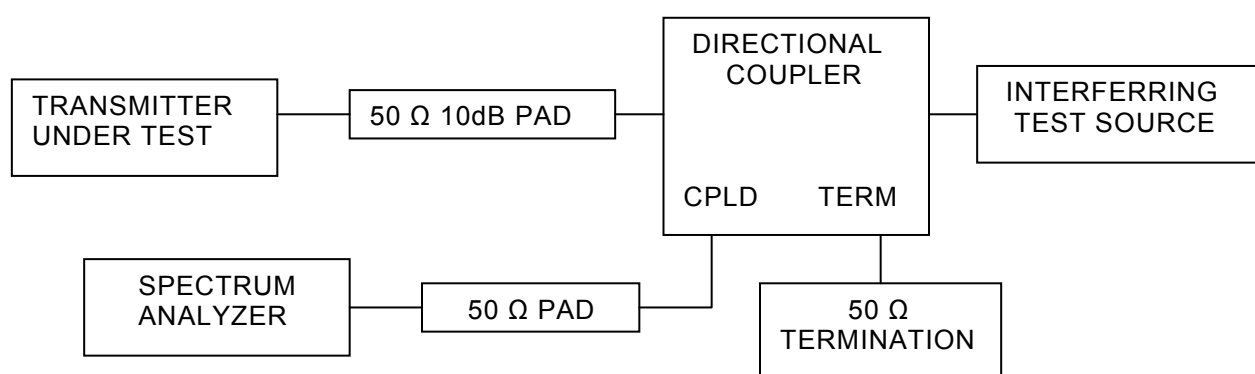 TRANSMITTER
UNDER TEST
50 Ω 10dB PAD
DIRECTIONAL
COUPLER
CPLD TERM
INTERFERRING
TEST SOURCE
SPECTRUM
ANALYZER
50 Ω PAD
50 Ω
TERMINATION